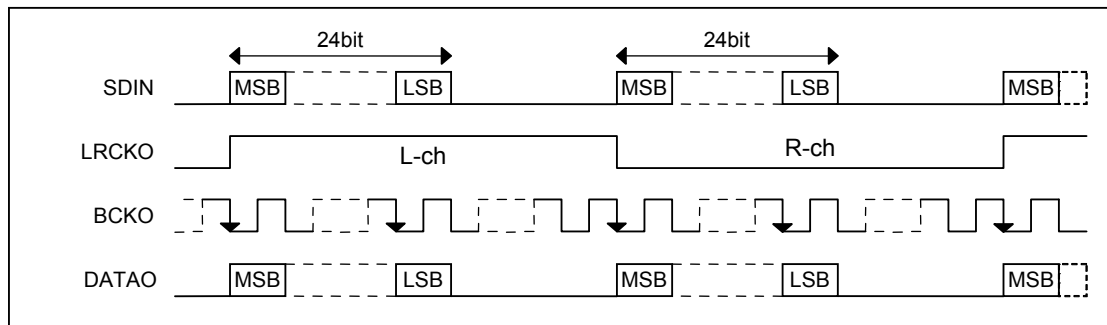 24bit 24bit
SDIN MSB LSB MSB LSB MSB
LRCKO L-ch R-ch
BCKO
DATAO MSB LSB MSB LSB MSB